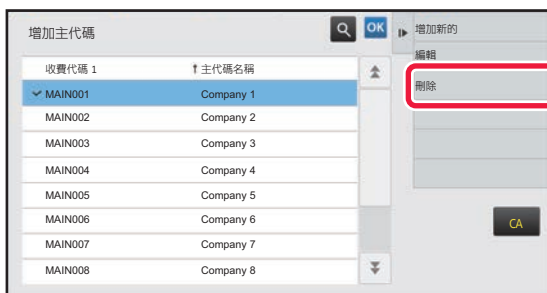 增加主代碼
OK
增加新的
編輯
刪除
收費代碼 1 主代碼名稱
MAIN001 Company 1
MAIN002 Company 2
MAIN003 Company 3
MAIN004 Company 4
MAIN005 Company 5
MAIN006 Company 6
MAIN007 Company 7
MAIN008 Company 8
CA